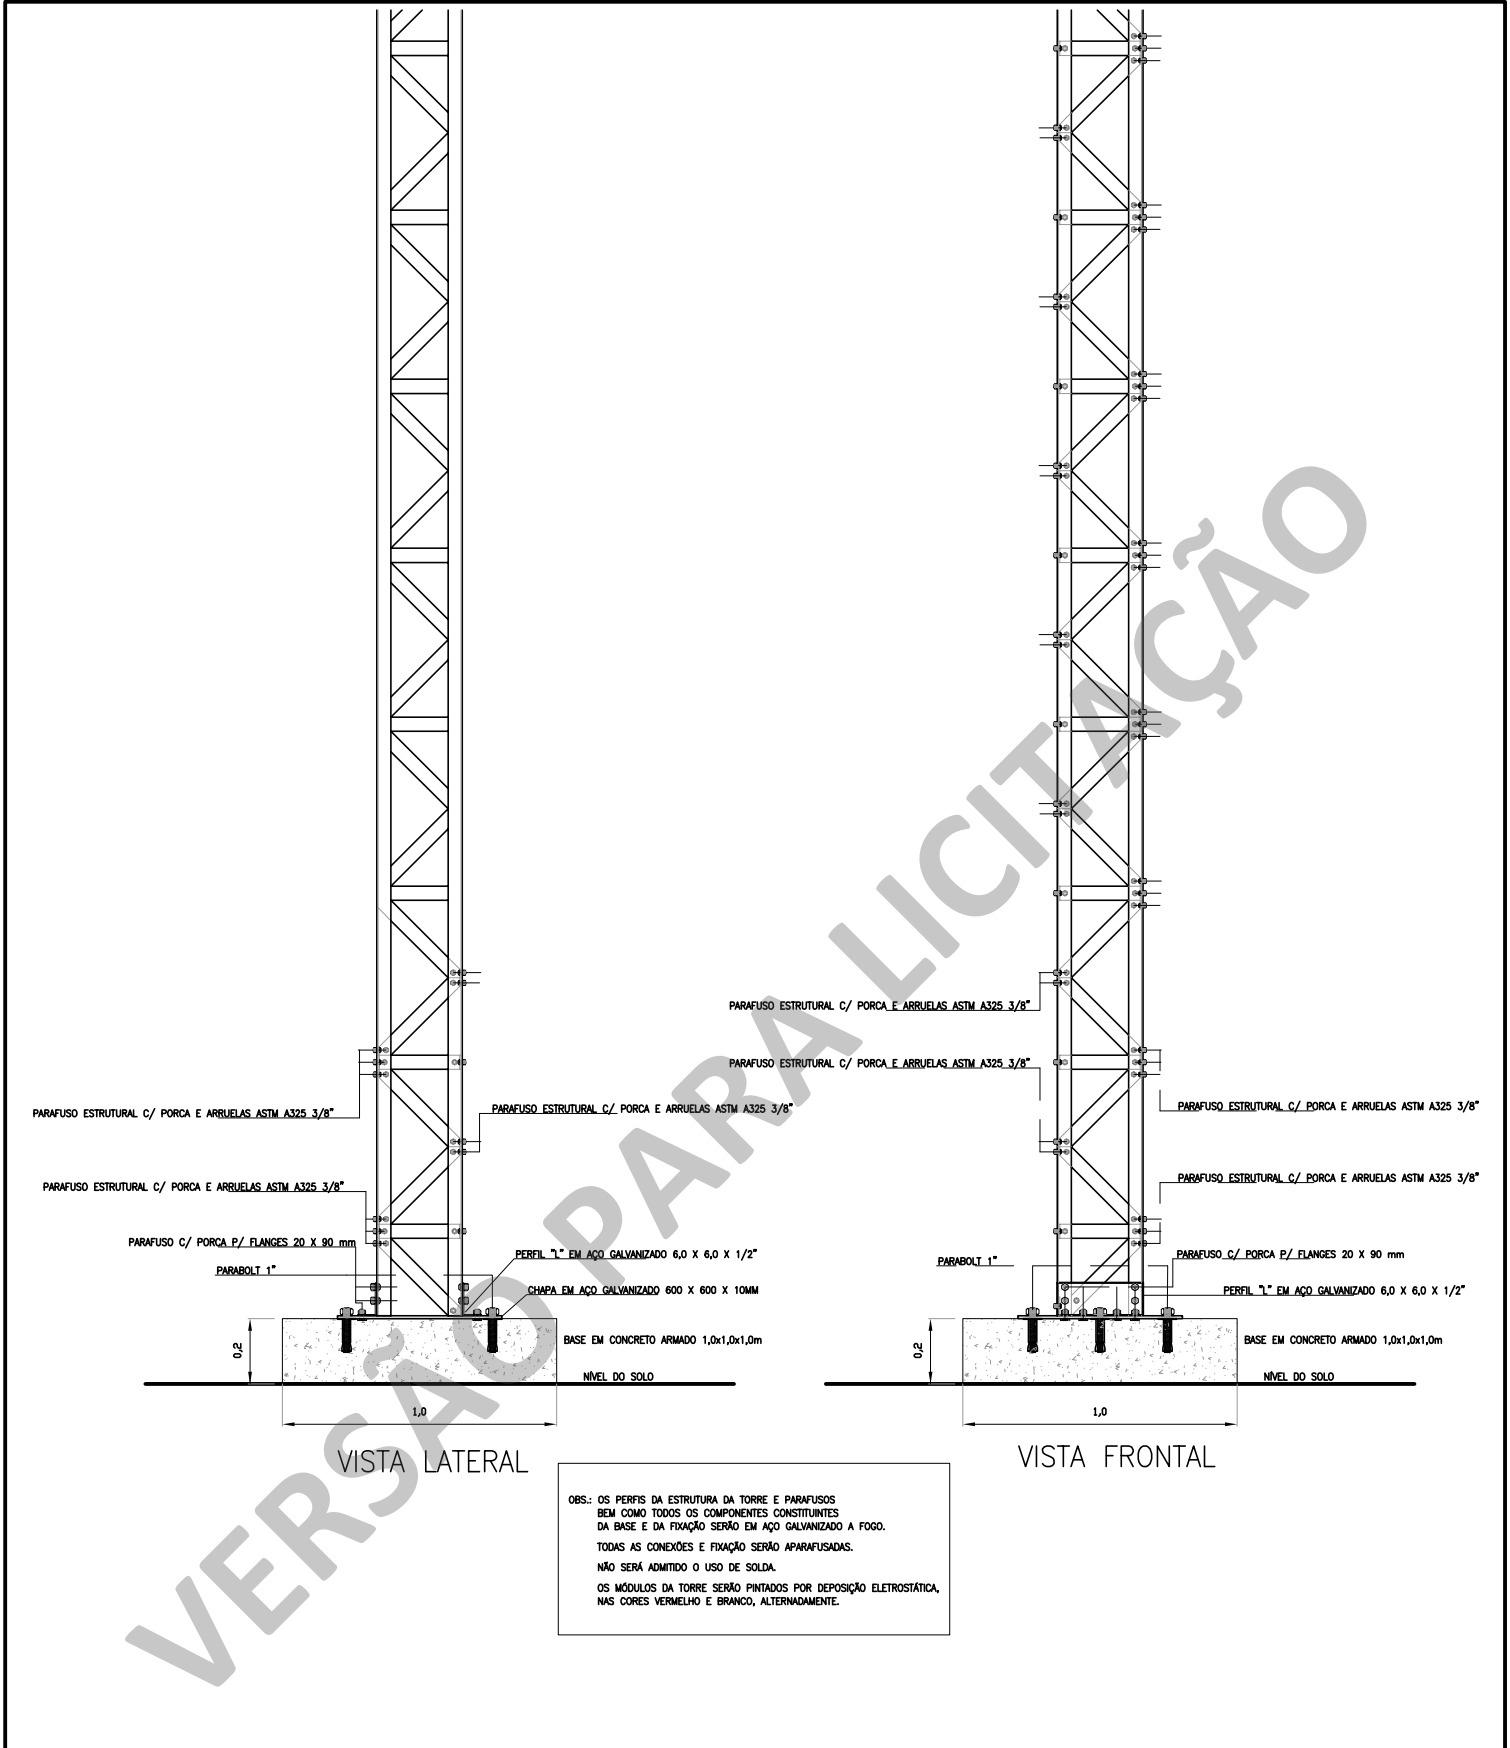 PARAFUSO ESTRUTURAL C/ PORCA E ARRUELAS ASTM A325 3/8"
PARAFUSO ESTRUTURAL C/ PORCA E ARRUELAS ASTM A325 3/8"
PARAFUSO ESTRUTURAL C/ PORCA E ARRUELAS ASTM A325 3/8"
PARAFUSO ESTRUTURAL C/ PORCA E ARRUELAS ASTM A325 3/8"
PARAFUSO ESTRUTURAL C/ PORCA E ARRUELAS ASTM A325 3/8"
PARAFUSO ESTRUTURAL C/ PORCA E ARRUELAS ASTM A325 3/8"
PARAFUSO ESTRUTURAL C/ PORCA E ARRUELAS ASTM A325 3/8"
PARAFUSO C/ PORCA P/ FLANGES 20 X 90 mm
PARABOLT 1"
PERFIL "L" EM AÇO GALVANIZADO 6,0 X 6,0 X 1/2"
CHAPA EM AÇO GALVANIZADO 600 X 600 X 10MM
BASE EM CONCRETO ARMADO 1,0x1,0x1,0m
NÍVEL DO SOLO
0,2
1,0
VISTA LATERAL
PARABOLT 1"
PARAFUSO C/ PORCA P/ FLANGES 20 X 90 mm
PERFIL "L" EM AÇO GALVANIZADO 6,0 X 6,0 X 1/2"
BASE EM CONCRETO ARMADO 1,0x1,0x1,0m
NÍVEL DO SOLO
0,2
1,0
VISTA FRONTAL
OBS.: OS PERFIS DA ESTRUTURA DA TORRE E PARAFUSOS
BEM COMO TODOS OS COMPONENTES CONSTITUINTES
DA BASE E DA FIXAÇÃO SERÃO EM AÇO GALVANIZADO A FOGO.
TODAS AS CONEXÕES E FIXAÇÃO SERÃO APARAFUSADAS.
NÃO SERÁ ADMITIDO O USO DE SOLDA.
OS MÓDULOS DA TORRE SERÃO PINTADOS POR DEPOSIÇÃO ELETROSTÁTICA,
NAS CORES VERMELHO E BRANCO, ALTERNADAMENTE.
VERSÃO PARA LICITAÇÃO